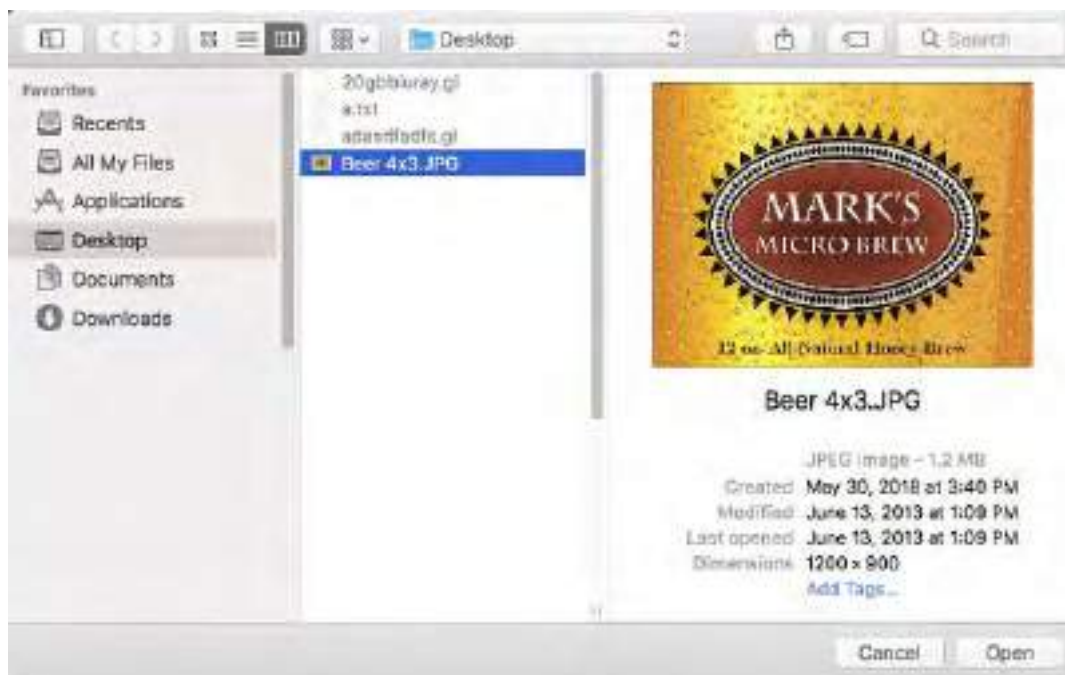 Desktop
Search
Favorites
Recents
All My Files
Applications
Desktop
Documents
Downloads
a.txt
Beer 4x3.JPG
MARK'S
MICRO BREW
12 oz. All Natural Honey Brew
Beer 4x3.JPG
JPEG image - 1.2 MB
Created May 30, 2018 at 3:40 PM
Modified June 13, 2013 at 1:09 PM
Last opened June 13, 2013 at 1:09 PM
Dimensions 1200 × 900
Add Tags...
Cancel
Open